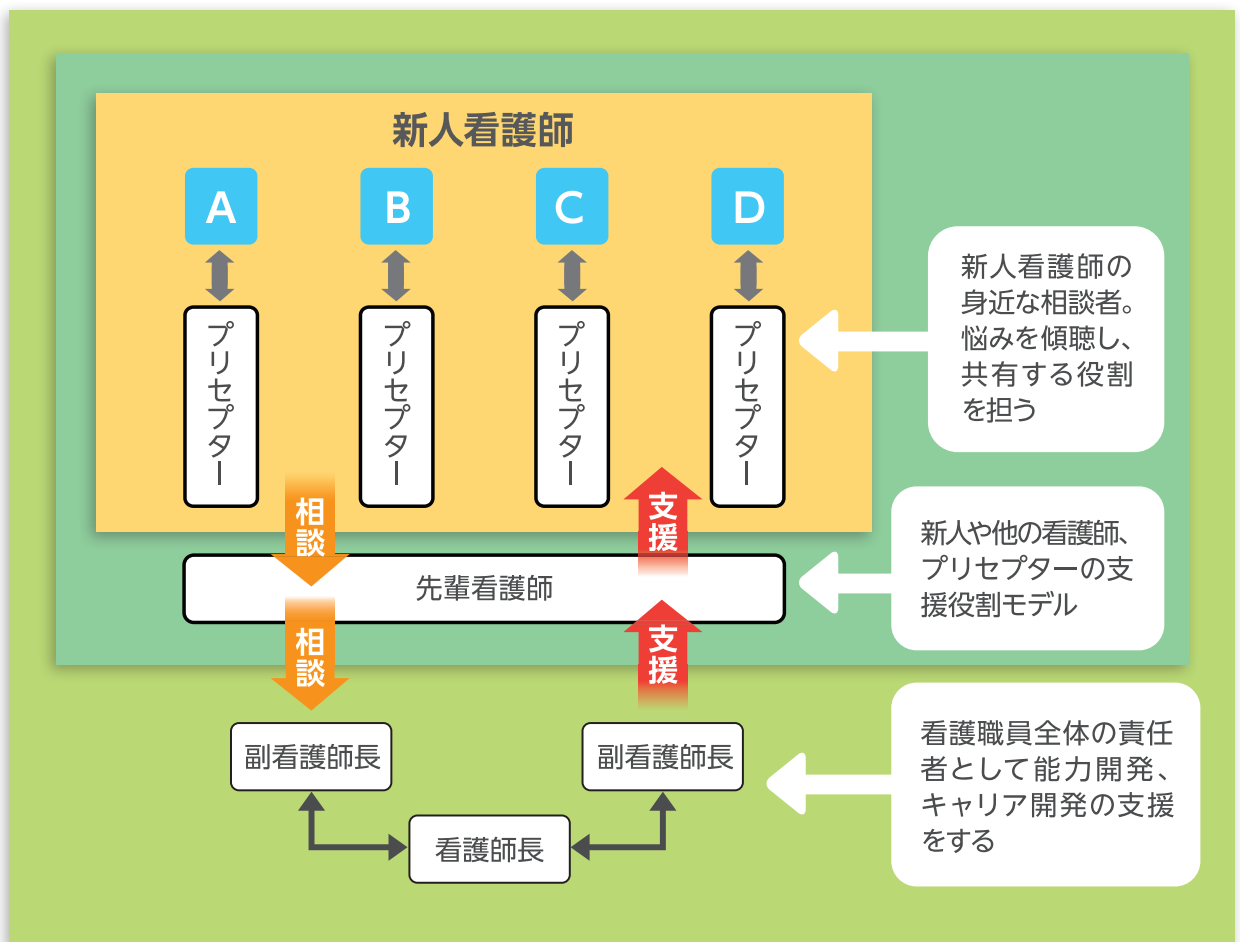 新人看護師
A
B
C
D
プリセプター
プリセプター
プリセプター
プリセプター
新人看護師の
身近な相談者。
悩みを傾聴し、
共有する役割
を担う
相談
支援
先輩看護師
新人や他の看護師、
プリセプターの支
援役割モデル
相談
支援
副看護師長
副看護師長
看護師長
看護職員全体の責任
者として能力開発、
キャリア開発の支援
をする